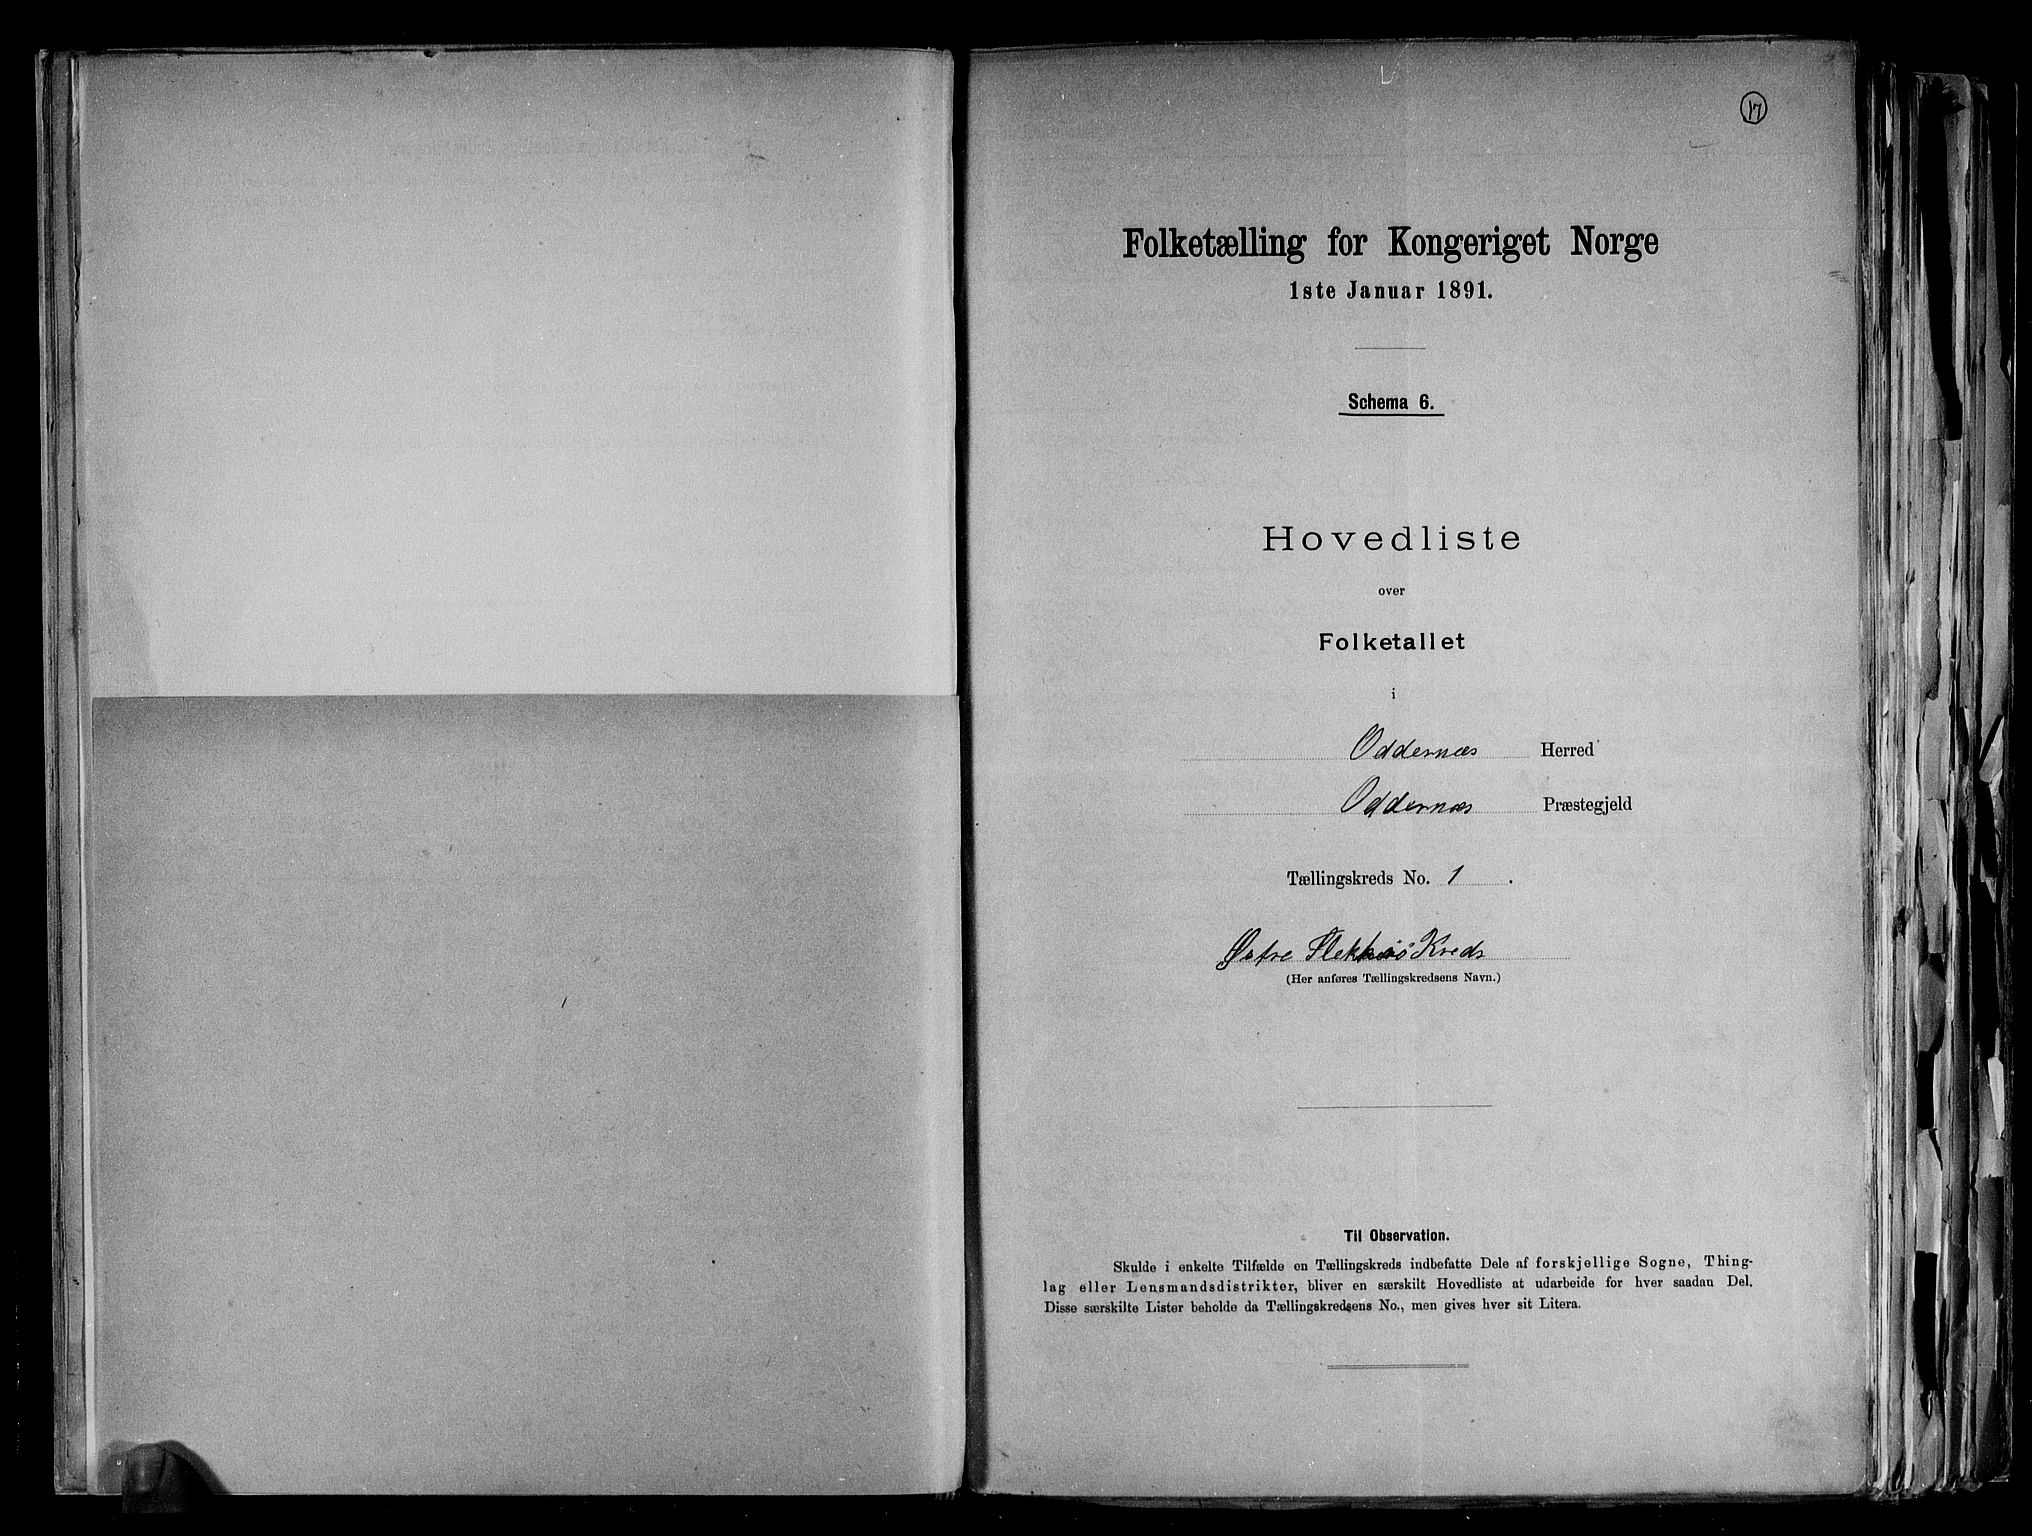 17
Folketælling for Kongeriget Norge
1ste Januar 1891.
Schema 6.
Hovedliste
over
Folketallet
i
Oddernæs Herred
Oddernæs Præstegjeld
Tællingskreds No. 1 .
Østre Flekkerö Kreds
(Her anføres Tællingskredsens Navn.)
Til Observation.
Skulde i enkelte Tilfælde en Tællingskreds indbefatte Dele af forskjellige Sogne, Thing-
lag eller Lensmandsdistrikter, bliver en særskilt Hovedliste at udarbeide for hver saadan Del.
Disse særskilte Lister beholde da Tællingskredsens No., men gives hver sit Litera.